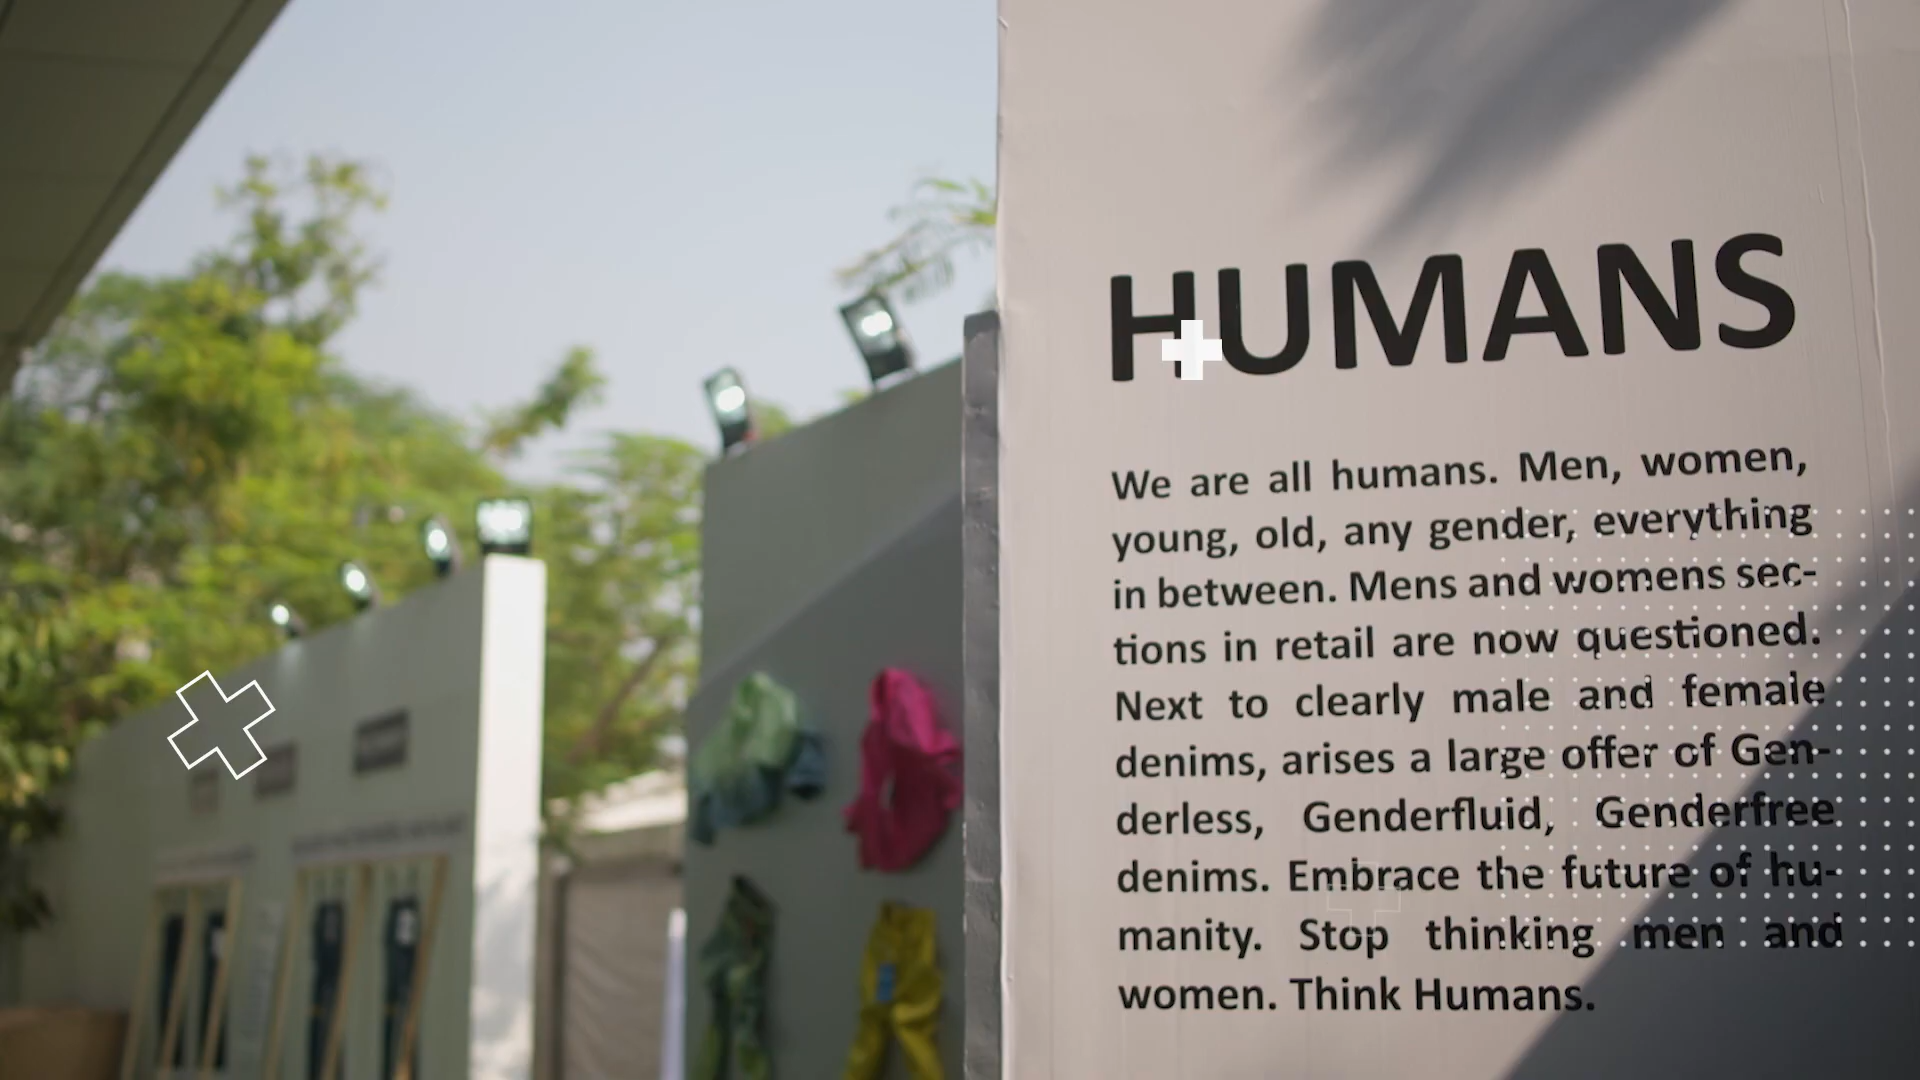 HUMANS
We are all humans. Men, women,
young, old, any gender, everything
in between. Mens and womens sec-
tions in retail are now questioned.
Next to clearly male and female
denims, arises a large offer of Gen-
derless, Genderfluid, Genderfree
denims. Embrace the future of hu-
manity. Stop thinking men and
women. Think Humans.